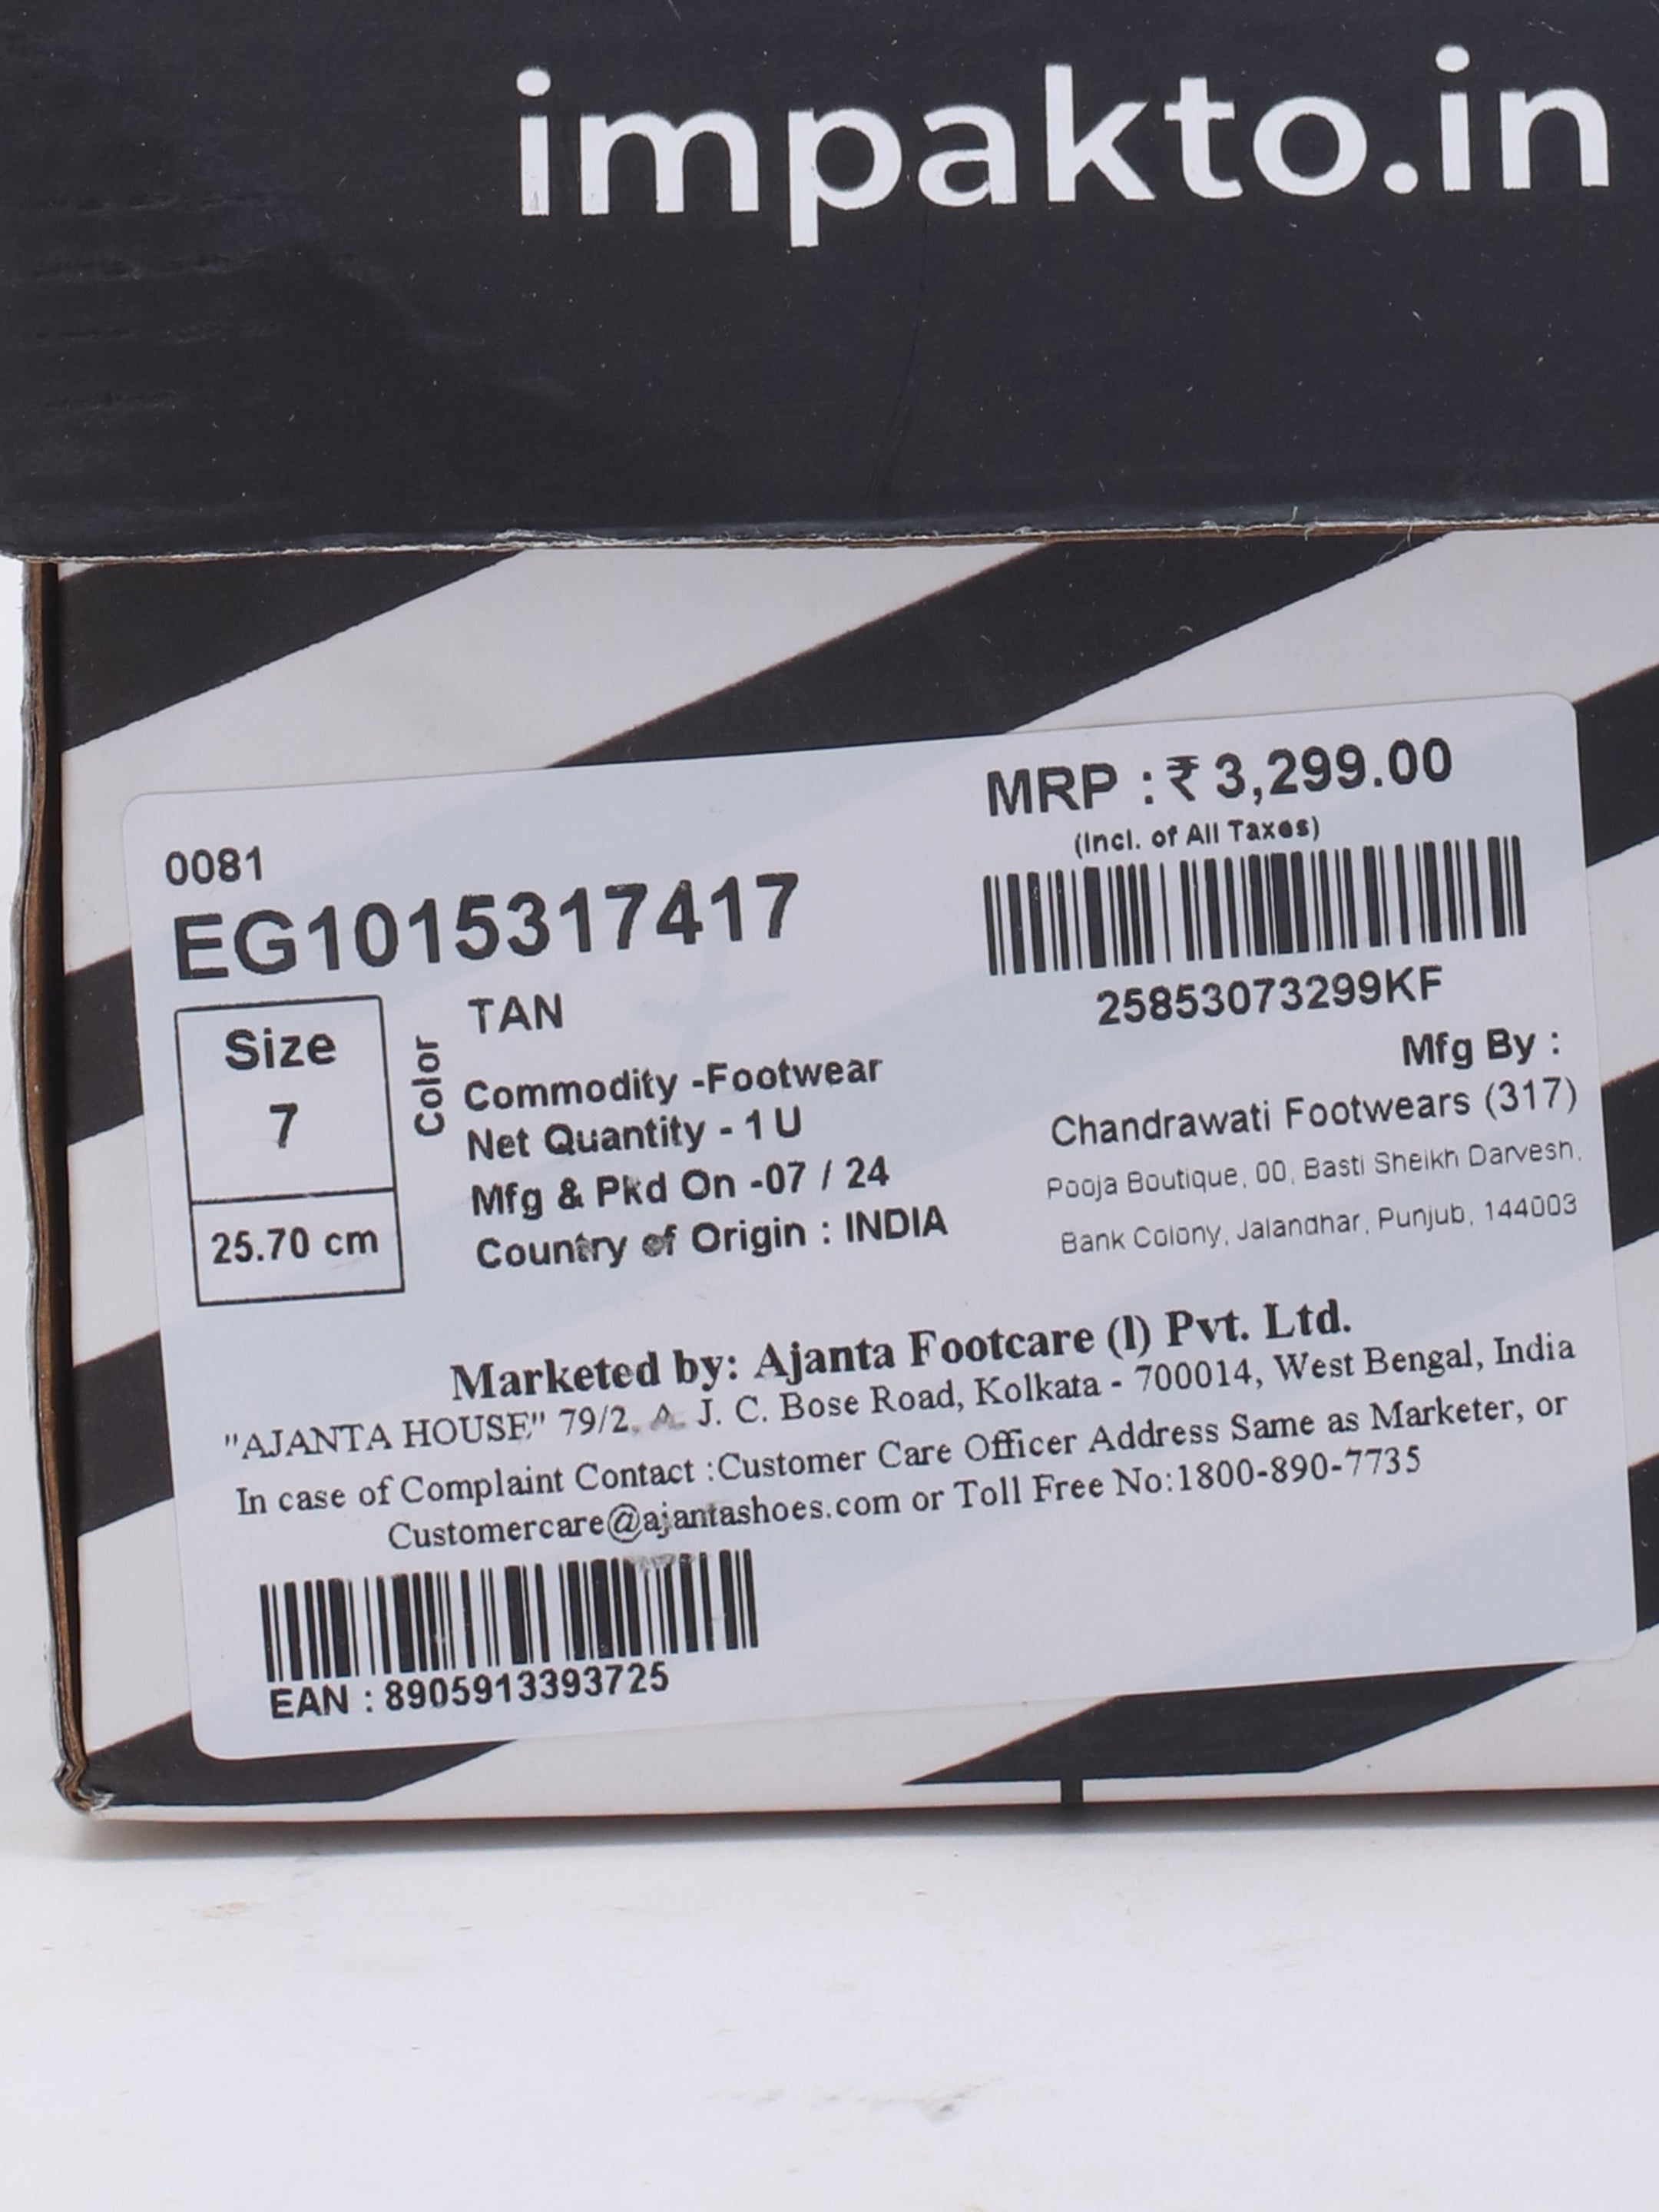 impakto.in
MRP : ₹ 3,299.00
(Incl. of All Taxes)
0081
EG1015317417
25853073299KF
Size
7
25.70 cm
Color
TAN
Commodity -Footwear
Net Quantity - 1 U
Mfg & Pkd On -07 / 24
Country of Origin : INDIA
Mfg By :
Chandrawati Footwears (317)
Pooja Boutique, 00, Basti Sheikh Darvesh,
Bank Colony, Jalandhar, Punjub, 144003
Marketed by: Ajanta Footcare (I) Pvt. Ltd.
"AJANTA HOUSE" 79/2, A. J. C. Bose Road, Kolkata - 700014, West Bengal, India
In case of Complaint Contact :Customer Care Officer Address Same as Marketer, or
Customercare@ajantashoes.com or Toll Free No:1800-890-7735
EAN : 8905913393725